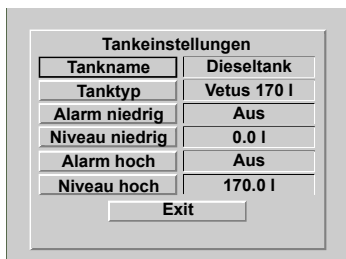 Tankeinstellungen
Tankname Dieseltank
Tanktyp Vetus 170 l
Alarm niedrig Aus
Niveau niedrig 0.0 l
Alarm hoch Aus
Niveau hoch 170.0 l
Exit